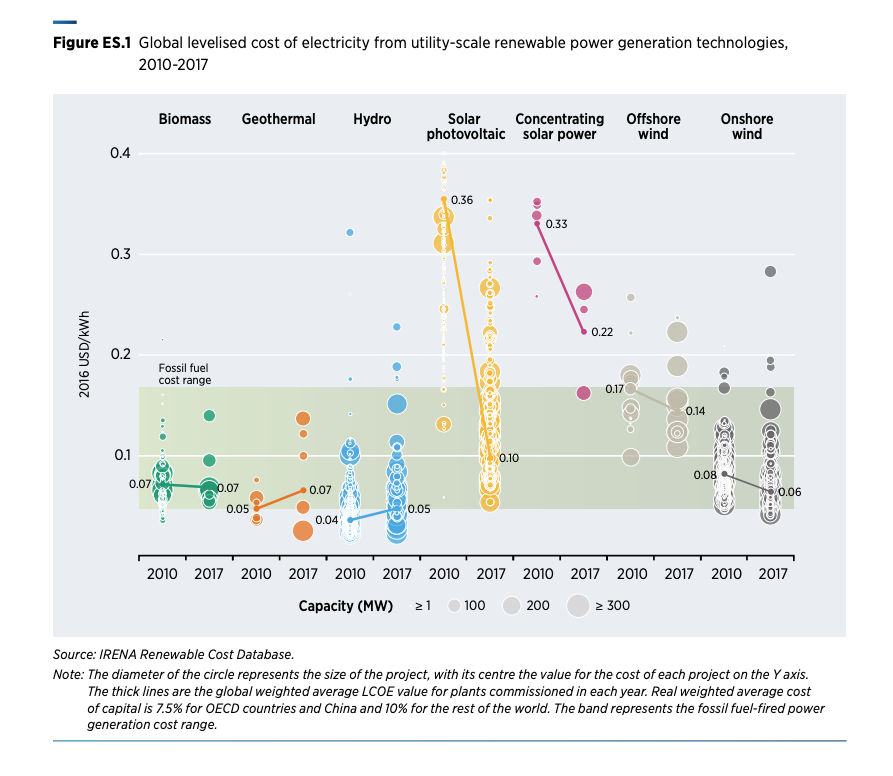 Figure ES.1 Global levelised cost of electricity from utility-scale renewable power generation technologies,
2010-2017
Biomass Geothermal Hydro Solar photovoltaic Concentrating solar power Offshore wind Onshore wind
0.4
0.36
0.33
0.3
0.22
0.2
2016 USD/kWh
Fossil fuel
cost range
0.17
0.14
0.1
0.10
0.07
0.07
0.05
0.07
0.04
0.05
0.08
0.06
2010 2017 2010 2017 2010 2017 2010 2017 2010 2017 2010 2017 2010 2017
Capacity (MW) ≥ 1 100 200 ≥ 300
Source: IRENA Renewable Cost Database.
Note: The diameter of the circle represents the size of the project, with its centre the value for the cost of each project on the Y axis.
The thick lines are the global weighted average LCOE value for plants commissioned in each year. Real weighted average cost
of capital is 7.5% for OECD countries and China and 10% for the rest of the world. The band represents the fossil fuel-fired power
generation cost range.